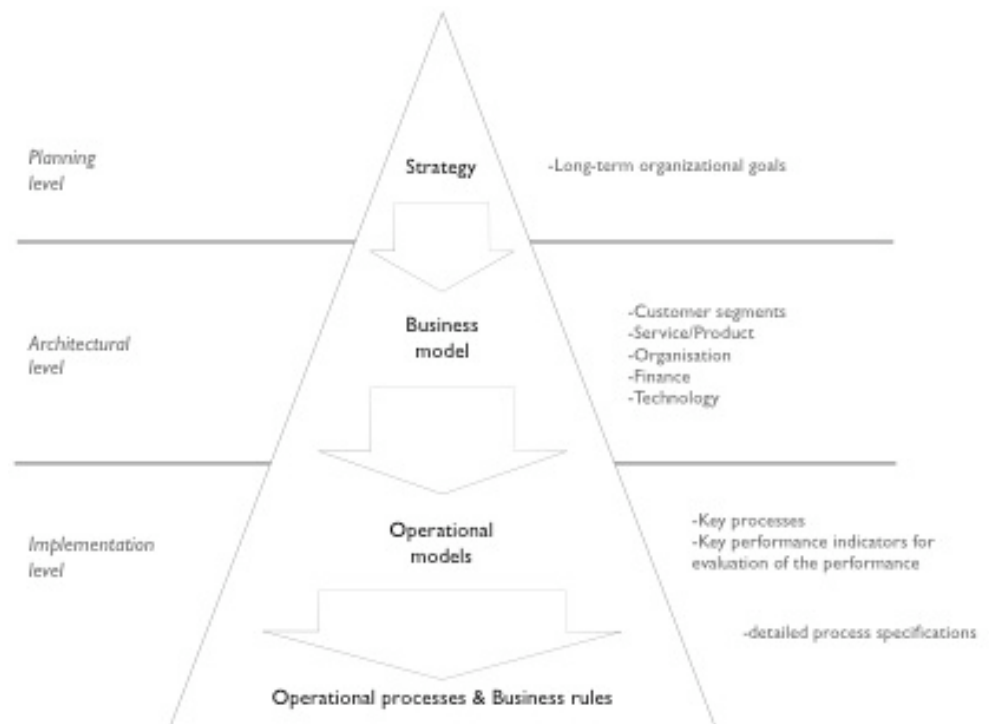 Planning
level
Strategy
-Long-term organizational goals
Architectural
level
Business
model
-Customer segments
-Service/Product
-Organisation
-Finance
-Technology
Implementation
level
Operational
models
-Key processes
-Key performance indicators for
evaluation of the performance
-detailed process specifications
Operational processes & Business rules